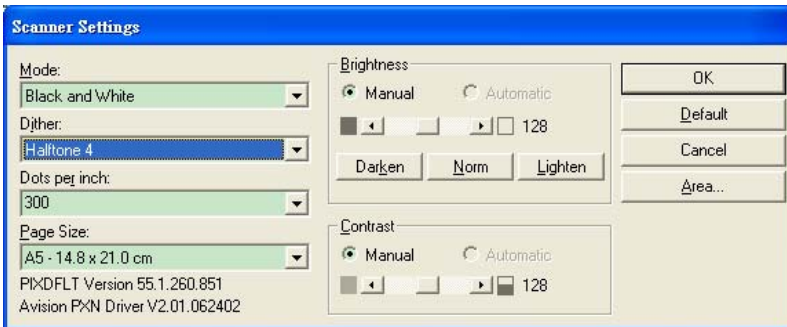 Scanner Settings
Mode:
Black and White
Dither:
Halftone 4
Dots per inch:
300
Page Size:
A5 - 14.8 x 21.0 cm
PIXDFLT Version 55.1.260.851
Avision PXN Driver V2.01.062402
Brightness
Manual Automatic
128
Darken Norm Lighten
Contrast
Manual Automatic
128
OK
Default
Cancel
Area...